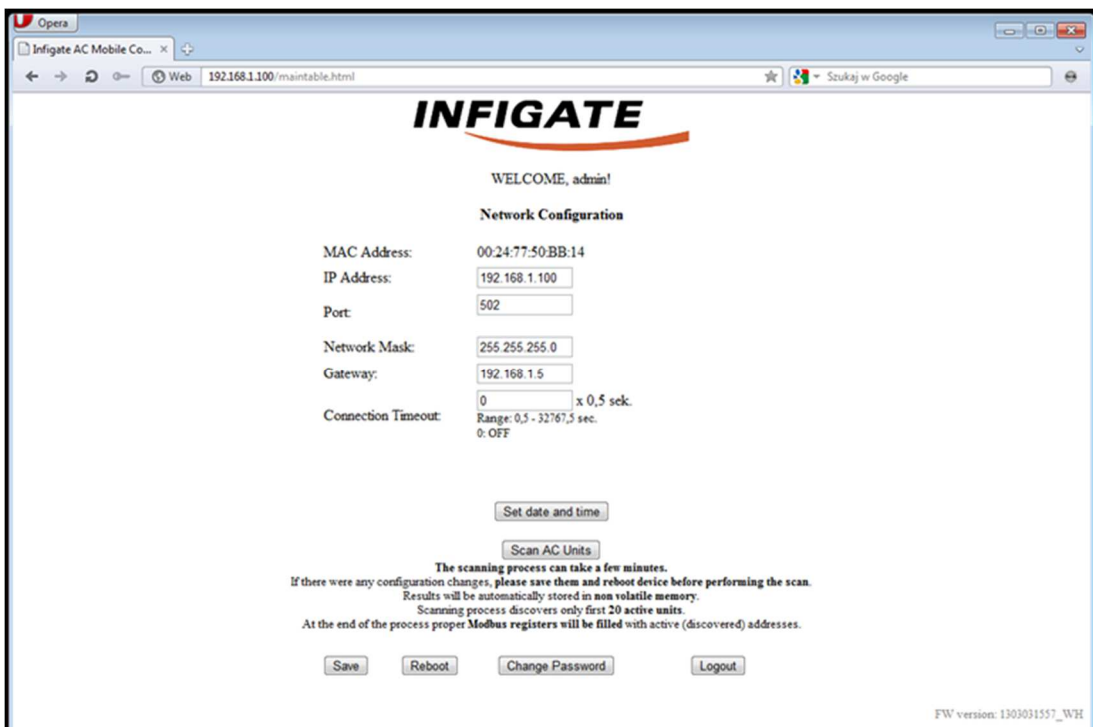 Opera
Infigate AC Mobile Co...
Web 192.168.1.100/maintable.html Szukaj w Google
INFIGATE
WELCOME, admin!
Network Configuration
MAC Address: 00:24:77:50:BB:14
IP Address: 192.168.1.100
Port: 502
Network Mask: 255.255.255.0
Gateway: 192.168.1.5
Connection Timeout: 0 x 0,5 sek.
Range: 0,5 - 32767,5 sec.
0: OFF
Set date and time
Scan AC Units
The scanning process can take a few minutes.
If there were any configuration changes, please save them and reboot device before performing the scan.
Results will be automatically stored in non volatile memory.
Scanning process discovers only first 20 active units.
At the end of the process proper Modbus registers will be filled with active (discovered) addresses.
Save Reboot Change Password Logout
FW version: 1303031557_WH